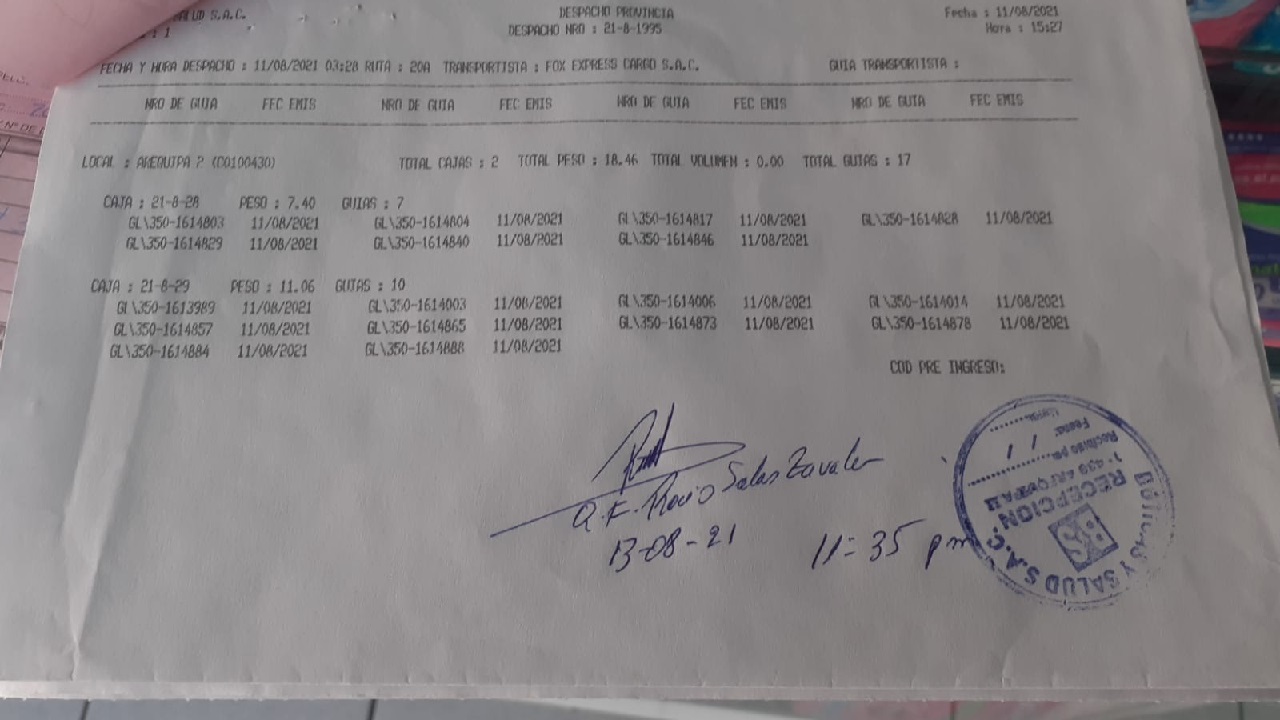 SALUD S.A.C.
DESPACHO PROVINCIA
Fecha : 11/08/2021
: 1
DESPACHO NRO : 21-8-1995
Hora : 15:27
FECHA Y HORA DESPACHO : 11/08/2021 03:28 RUTA : 20A TRANSPORTISTA : FOX EXPRESS CARGO S.A.C. GUIA TRANSPORTISTA :
NRO DE GUIA FEC EMIS NRO DE GUIA FEC EMIS NRO DE GUIA FEC EMIS NRO DE GUIA FEC EMIS
LOCAL : AREQUIPA 2 (C0100430) TOTAL CAJAS : 2 TOTAL PESO : 18.46 TOTAL VOLUMEN : 0.00 TOTAL GUIAS : 17
CAJA : 21-8-28 PESO : 7.40 GUIAS : 7
GL\350-1614803 11/08/2021 GL\350-1614804 11/08/2021 GL\350-1614817 11/08/2021 GL\350-1614828 11/08/2021
GL\350-1614829 11/08/2021 GL\350-1614840 11/08/2021 GL\350-1614846 11/08/2021
CAJA : 21-8-29 PESO : 11.06 GUIAS : 10
GL\350-1613989 11/08/2021 GL\350-1614003 11/08/2021 GL\350-1614006 11/08/2021 GL\350-1614014 11/08/2021
GL\350-1614857 11/08/2021 GL\350-1614865 11/08/2021 GL\350-1614873 11/08/2021 GL\350-1614878 11/08/2021
GL\350-1614884 11/08/2021 GL\350-1614888 11/08/2021
COD PRE INGRESO:
Q.F. Rocio Salas Zavala
13-08-21 11:35 pm
BOTICAS Y SALUD S.A.C.
BS
RECEPCION
AREQUIPA II
Recibido por
Fecha: